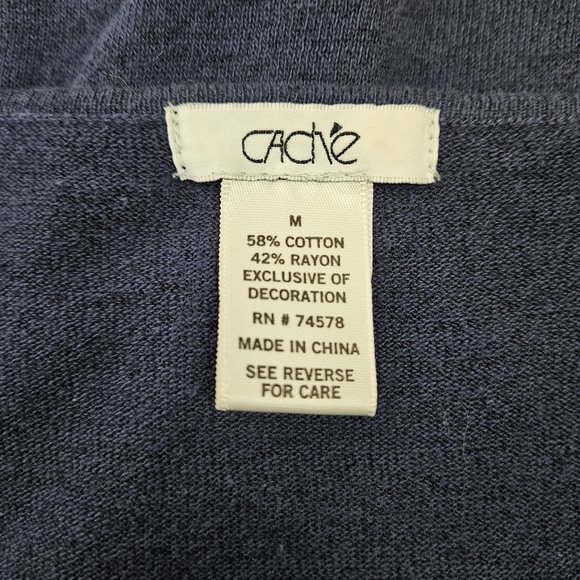 CACHÉ
M
58% COTTON
42% RAYON
EXCLUSIVE OF
DECORATION
RN # 74578
MADE IN CHINA
SEE REVERSE
FOR CARE